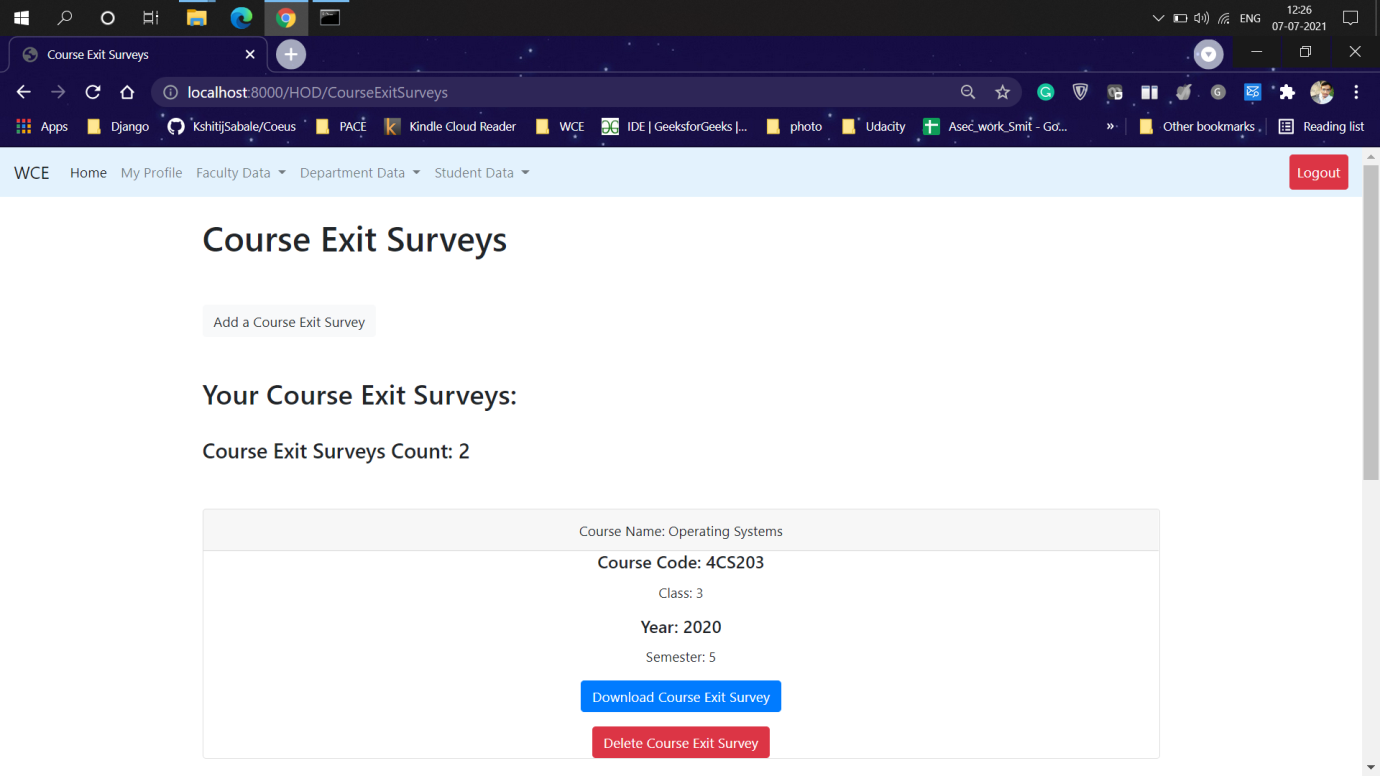 12:26
ENG
07-07-2021
Course Exit Surveys
localhost:8000/HOD/CourseExitSurveys
Apps Django KshitijSabale/Coeus PACE Kindle Cloud Reader WCE IDE | GeeksforGeeks |... photo Udacity Asec_work_Smit - Go... » Other bookmarks Reading list
WCE Home My Profile Faculty Data Department Data Student Data Logout
Course Exit Surveys
Add a Course Exit Survey
Your Course Exit Surveys:
Course Exit Surveys Count: 2
Course Name: Operating Systems
Course Code: 4CS203
Class: 3
Year: 2020
Semester: 5
Download Course Exit Survey
Delete Course Exit Survey